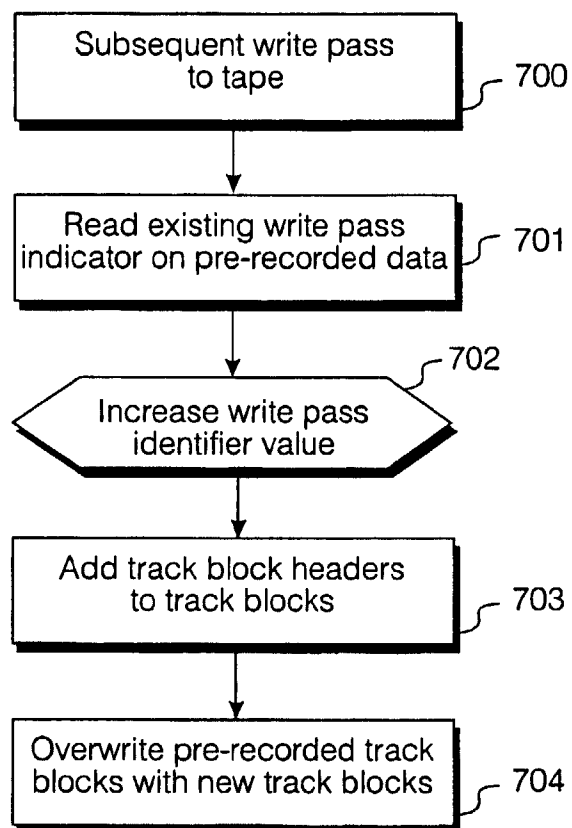 Subsequent write pass
to tape
700
Read existing write pass
indicator on pre-recorded data
701
702
Increase write pass
identifier value
Add track block headers
to track blocks
703
Overwrite pre-recorded track
blocks with new track blocks
704